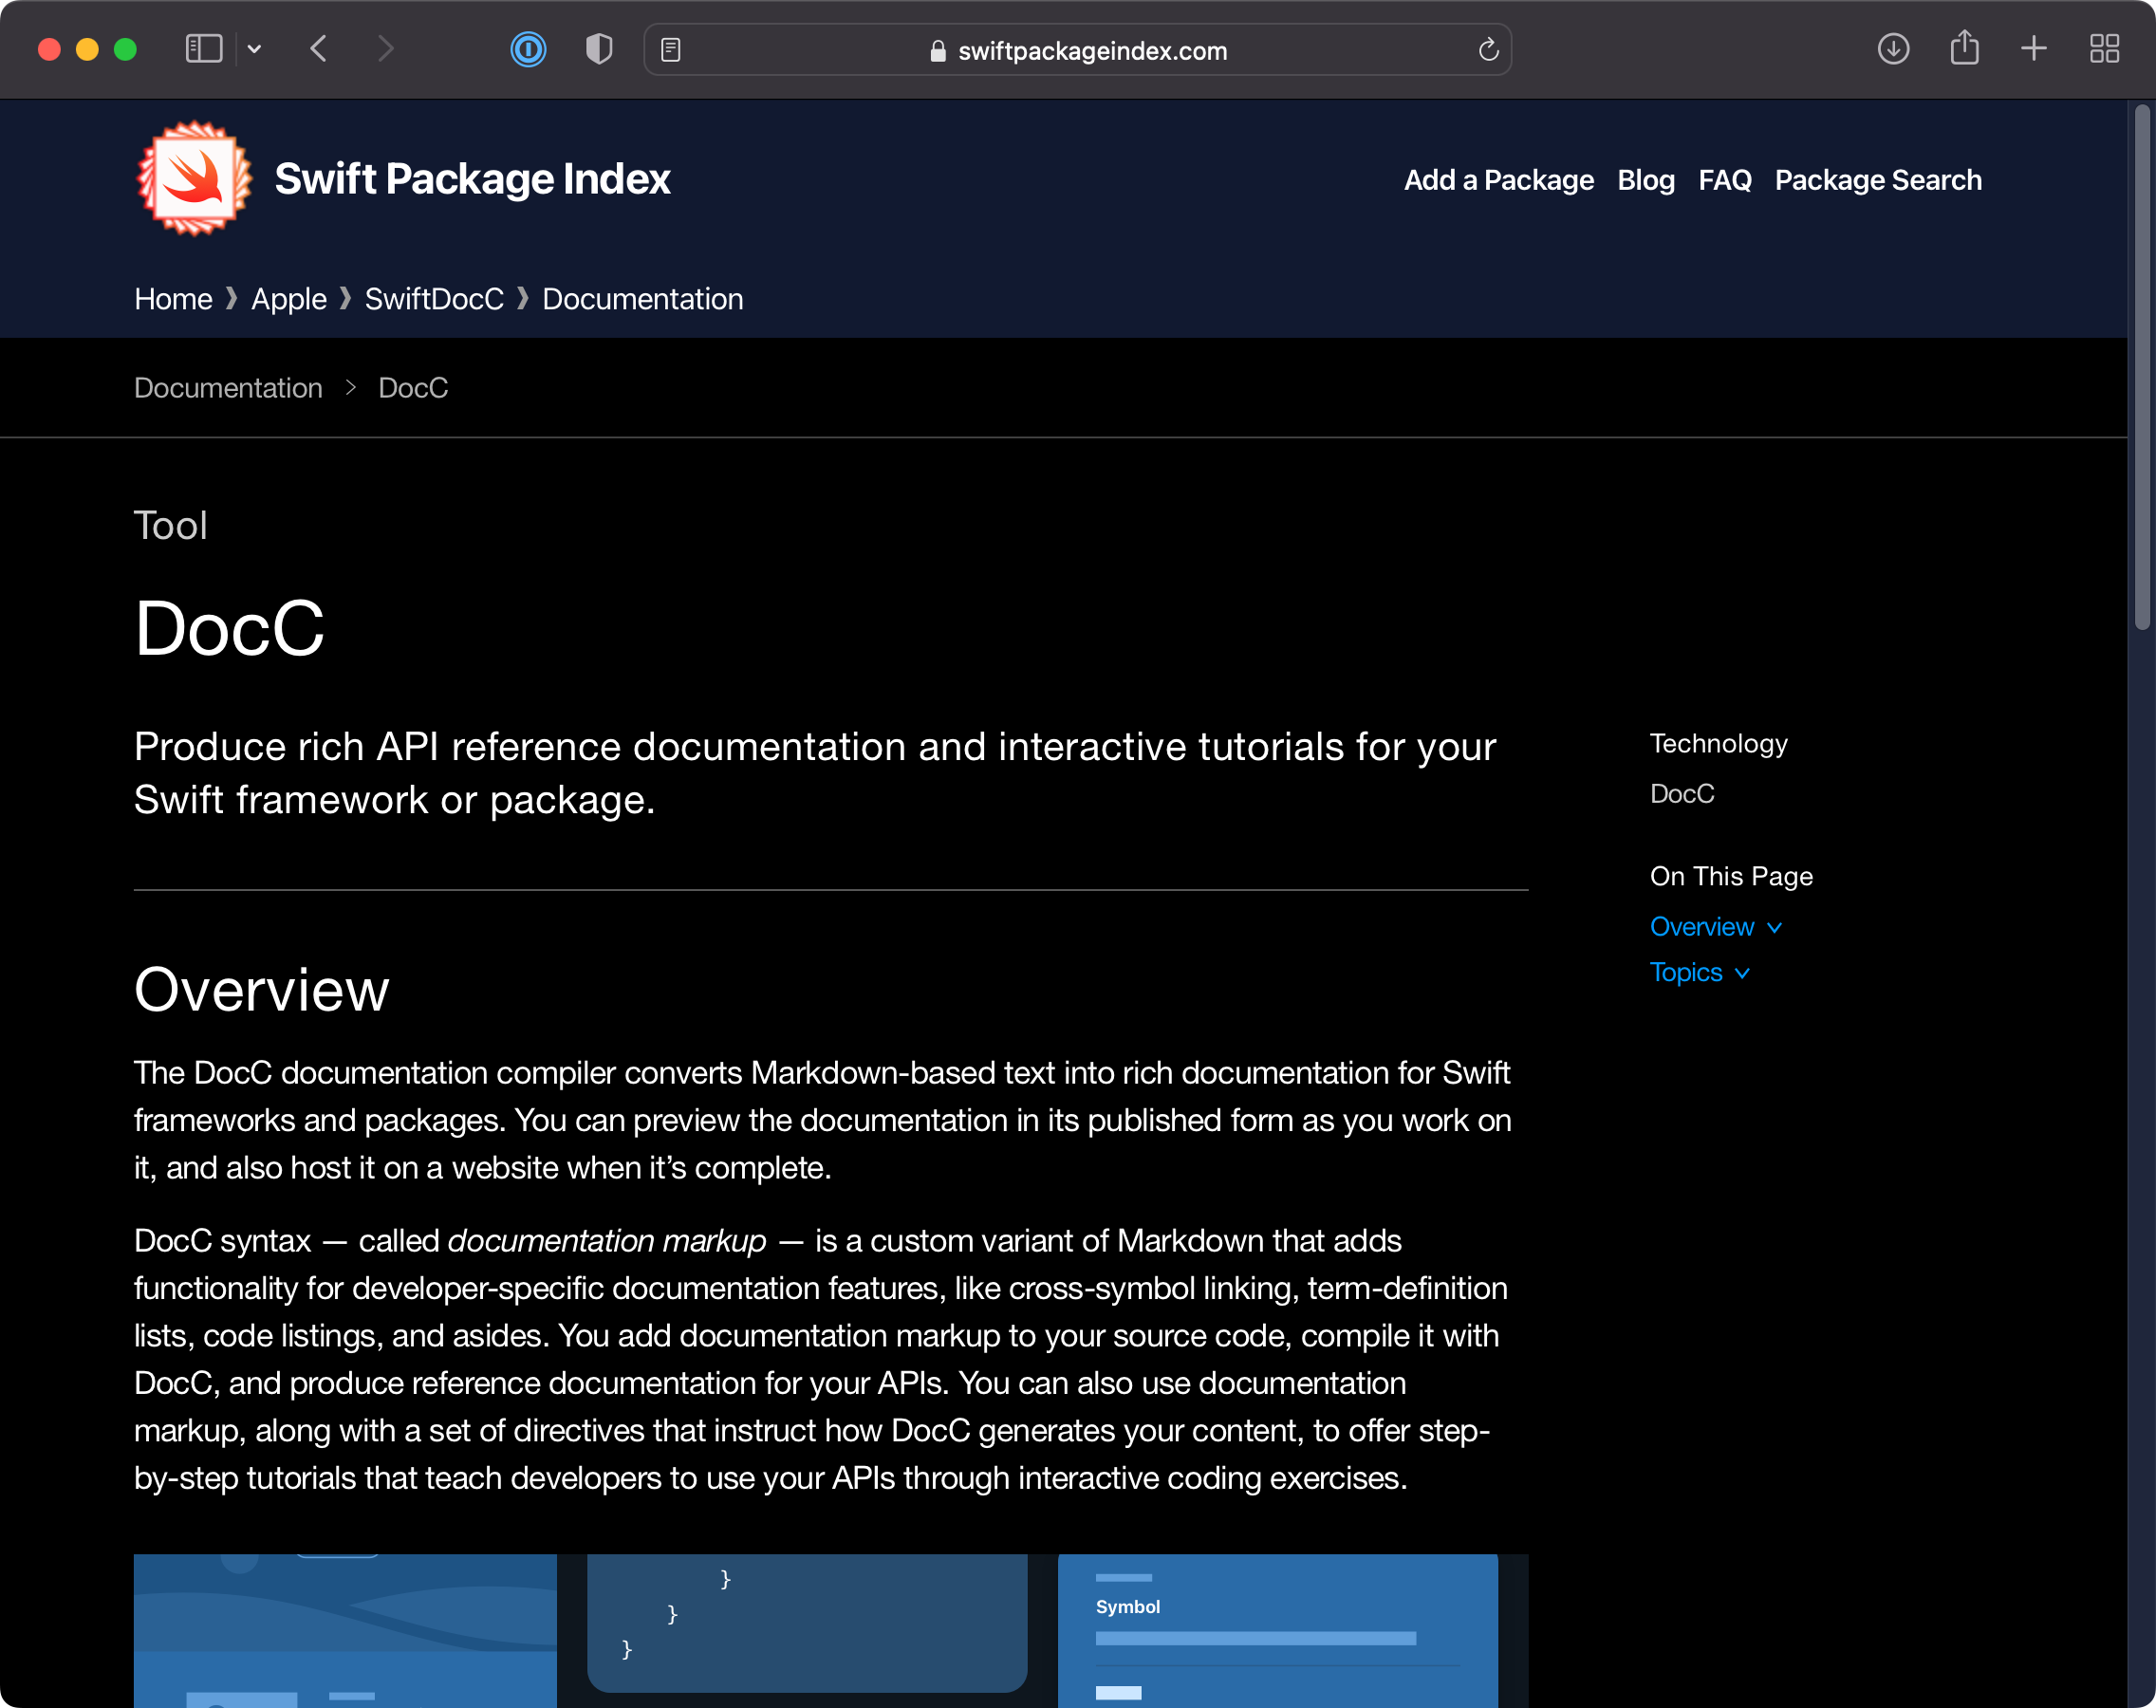 swiftpackageindex.com
Swift Package Index
Add a Package Blog FAQ Package Search
Home ❱ Apple ❱ SwiftDocC ❱ Documentation
Documentation > DocC
Tool
DocC
Produce rich API reference documentation and interactive tutorials for your
Swift framework or package.
Technology
DocC
On This Page
Overview
Topics
Overview
The DocC documentation compiler converts Markdown-based text into rich documentation for Swift
frameworks and packages. You can preview the documentation in its published form as you work on
it, and also host it on a website when it’s complete.
DocC syntax — called documentation markup — is a custom variant of Markdown that adds
functionality for developer-specific documentation features, like cross-symbol linking, term-definition
lists, code listings, and asides. You add documentation markup to your source code, compile it with
DocC, and produce reference documentation for your APIs. You can also use documentation
markup, along with a set of directives that instruct how DocC generates your content, to offer step-
by-step tutorials that teach developers to use your APIs through interactive coding exercises.
}
}
}
Symbol